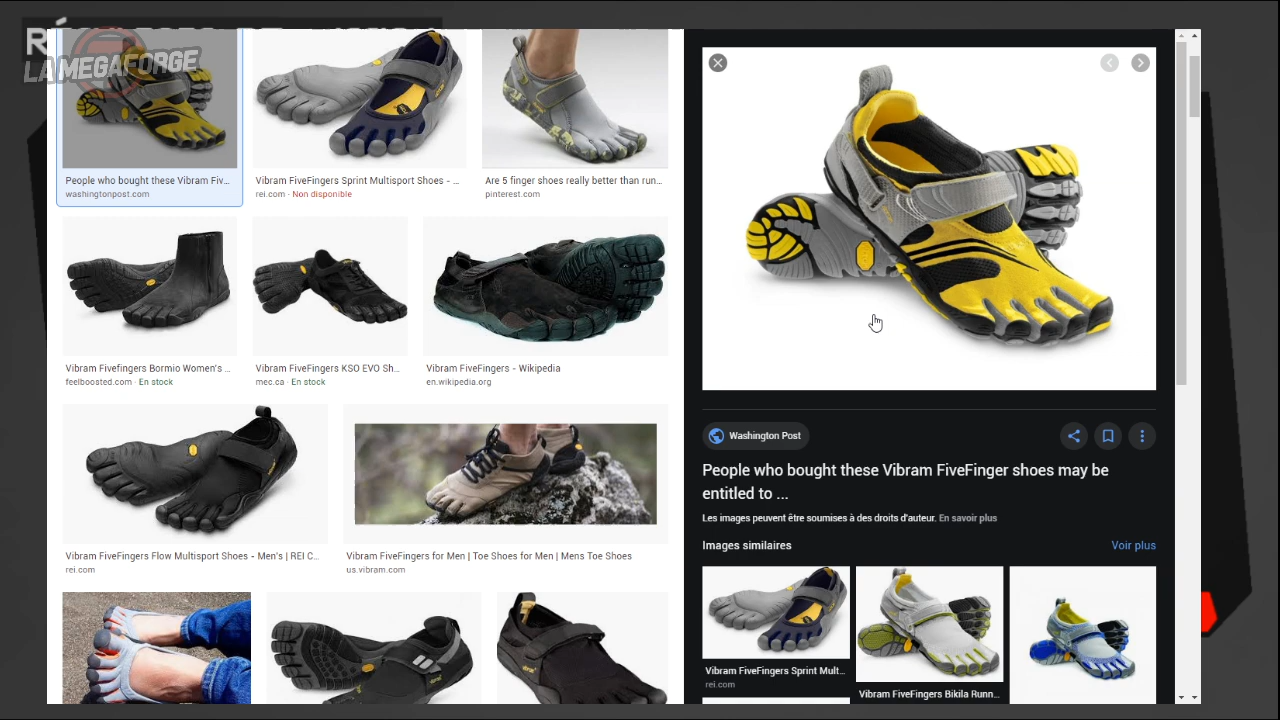 RÉ
LA MEGAFORGE
People who bought these Vibram Fiv...
washingtonpost.com
Vibram FiveFingers Sprint Multisport Shoes - ...
rei.com - Non disponible
Are 5 finger shoes really better than run...
pinterest.com
Vibram Fivefingers Bormio Women's ...
feelboosted.com · En stock
Vibram FiveFingers KSO EVO Sh...
mec.ca · En stock
Vibram FiveFingers - Wikipedia
en.wikipedia.org
Vibram FiveFingers Flow Multisport Shoes - Men's | REI C...
rei.com
Vibram FiveFingers for Men | Toe Shoes for Men | Mens Toe Shoes
us.vibram.com
Washington Post
People who bought these Vibram FiveFinger shoes may be
entitled to ...
Les images peuvent être soumises à des droits d'auteur. En savoir plus
Images similaires
Voir plus
Vibram FiveFingers Sprint Mult...
rei.com
Vibram FiveFingers Bikila Runn...